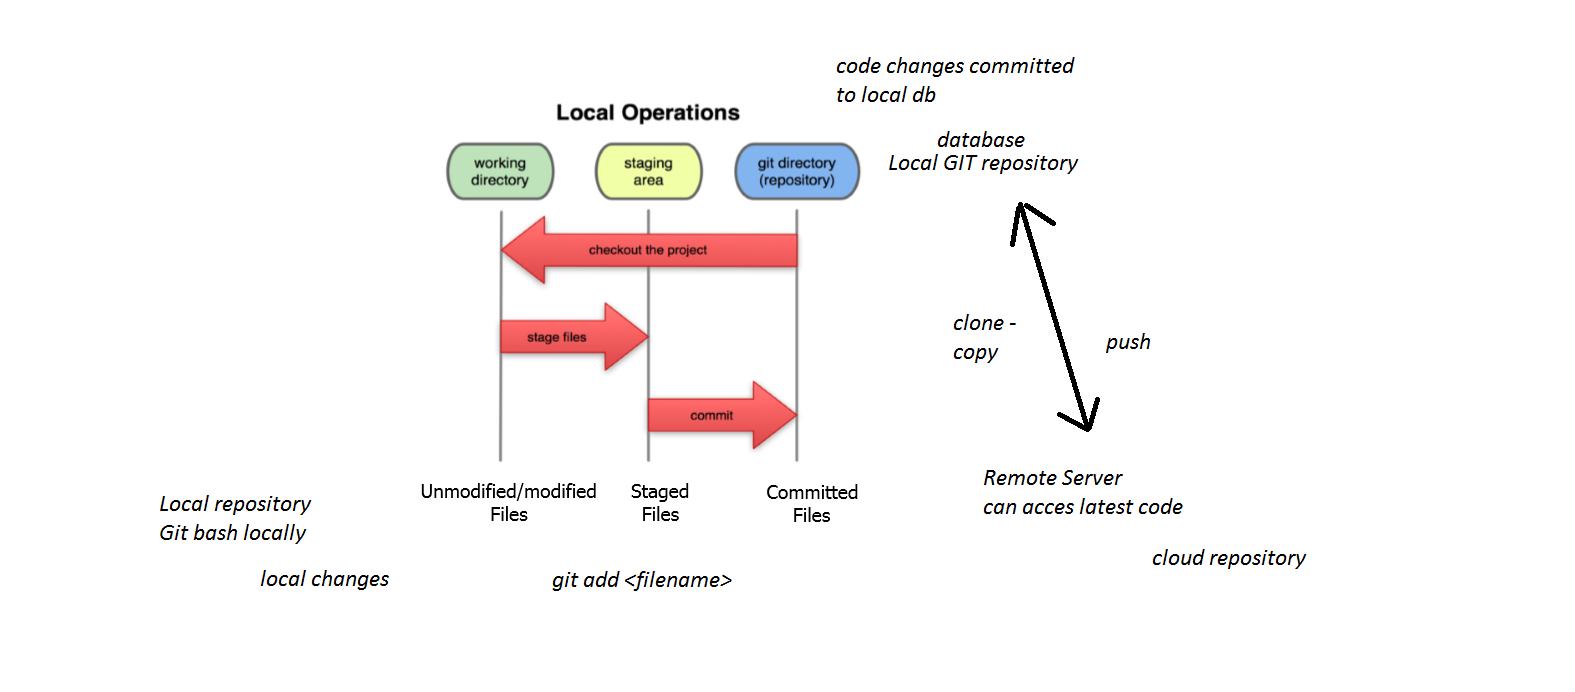 code changes committed
to local db
Local Operations
database
Local GIT repository
working
directory
staging
area
git directory
(repository)
checkout the project
stage files
clone -
copy
push
commit
Remote Server
can acces latest code
Unmodified/modified
Files
Staged
Files
Committed
Files
Local repository
Git bash locally
cloud repository
local changes
git add <filename>